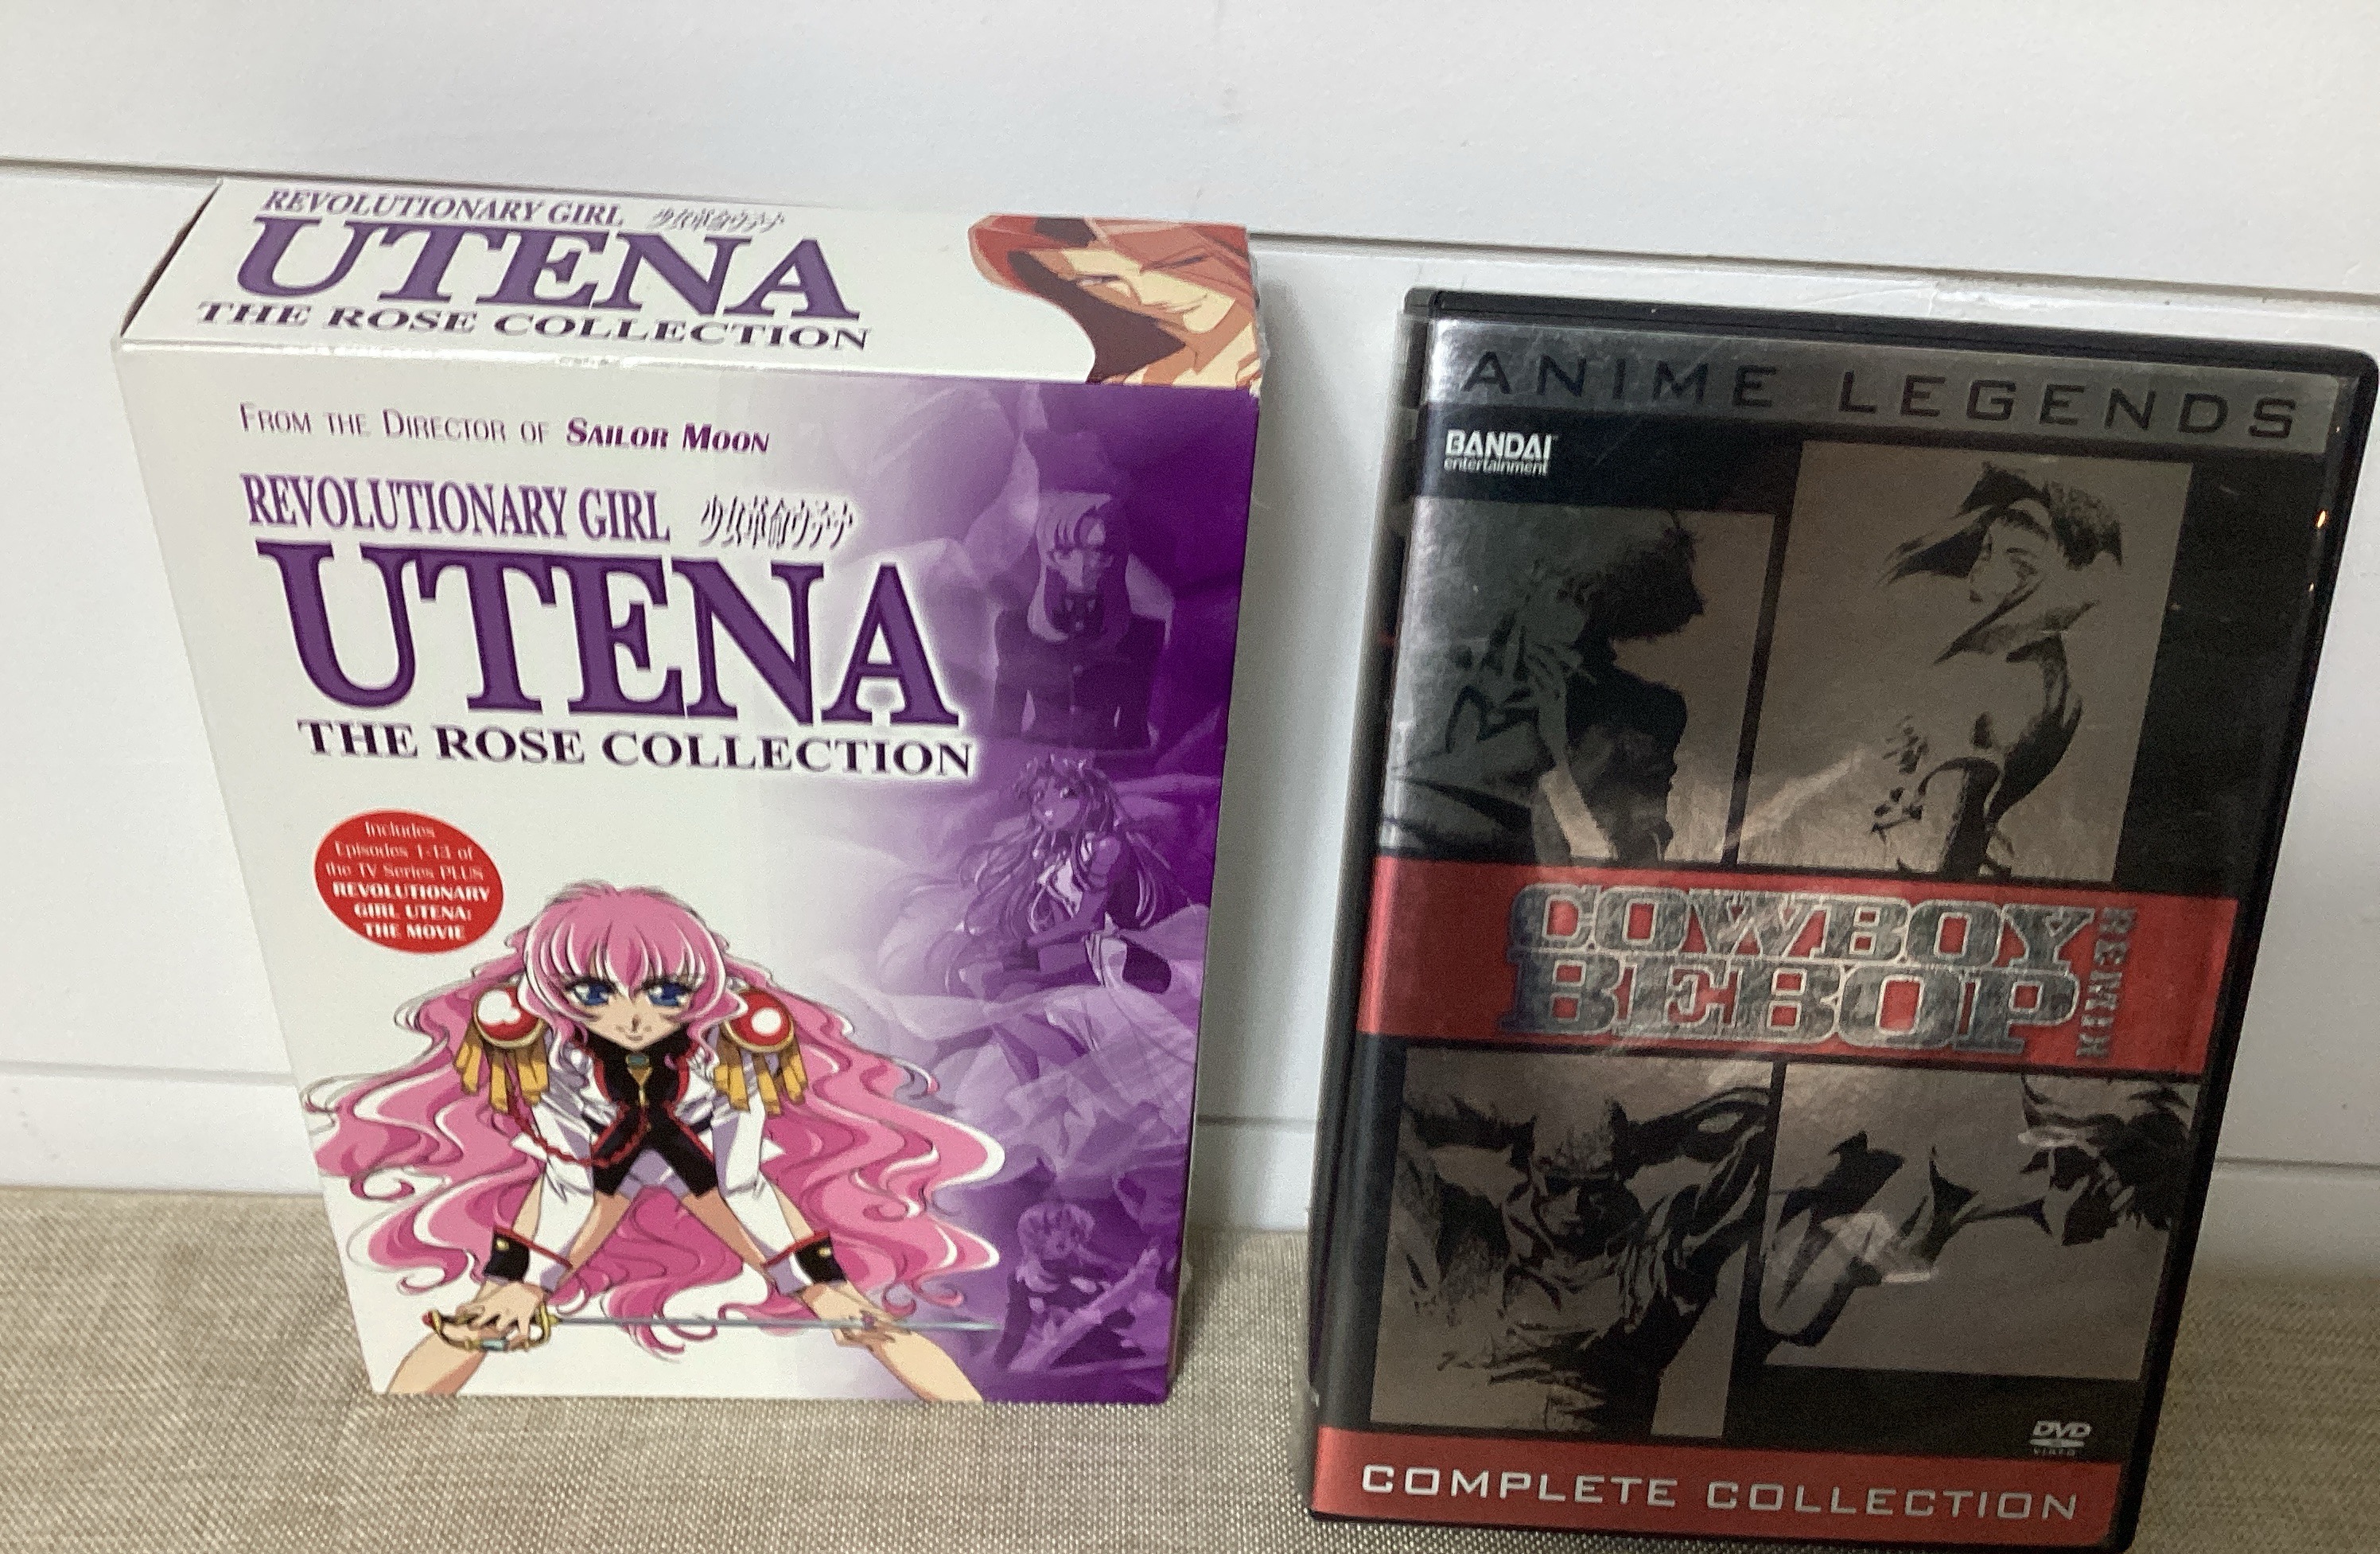 REVOLUTIONARY GIRL 少女革命ウテナ
UTENA
THE ROSE COLLECTION
FROM THE DIRECTOR OF SAILOR MOON
REVOLUTIONARY GIRL 少女革命ウテナ
UTENA
THE ROSE COLLECTION
Includes
Episodes 1-13 of
the TV Series PLUS
REVOLUTIONARY
GIRL UTENA:
THE MOVIE
ANIME LEGENDS
BANDAI
entertainment
COWBOY
BEBOP
REMIX
DVD
VIDEO
COMPLETE COLLECTION